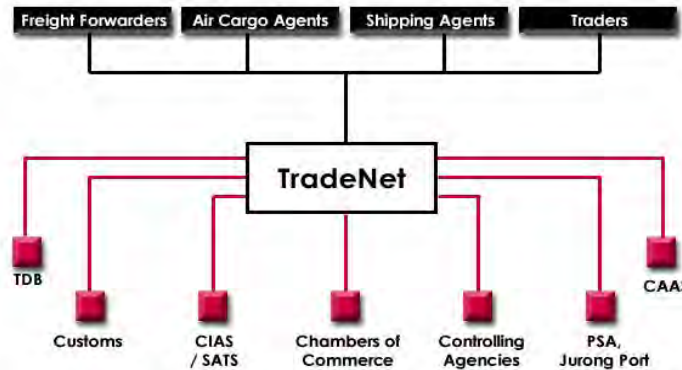 Freight Forwarders
Air Cargo Agents
Shipping Agents
Traders
TradeNet
TDB
CAAS
Customs
CIAS
/ SATS
Chambers of
Commerce
Controlling
Agencies
PSA,
Jurong Port